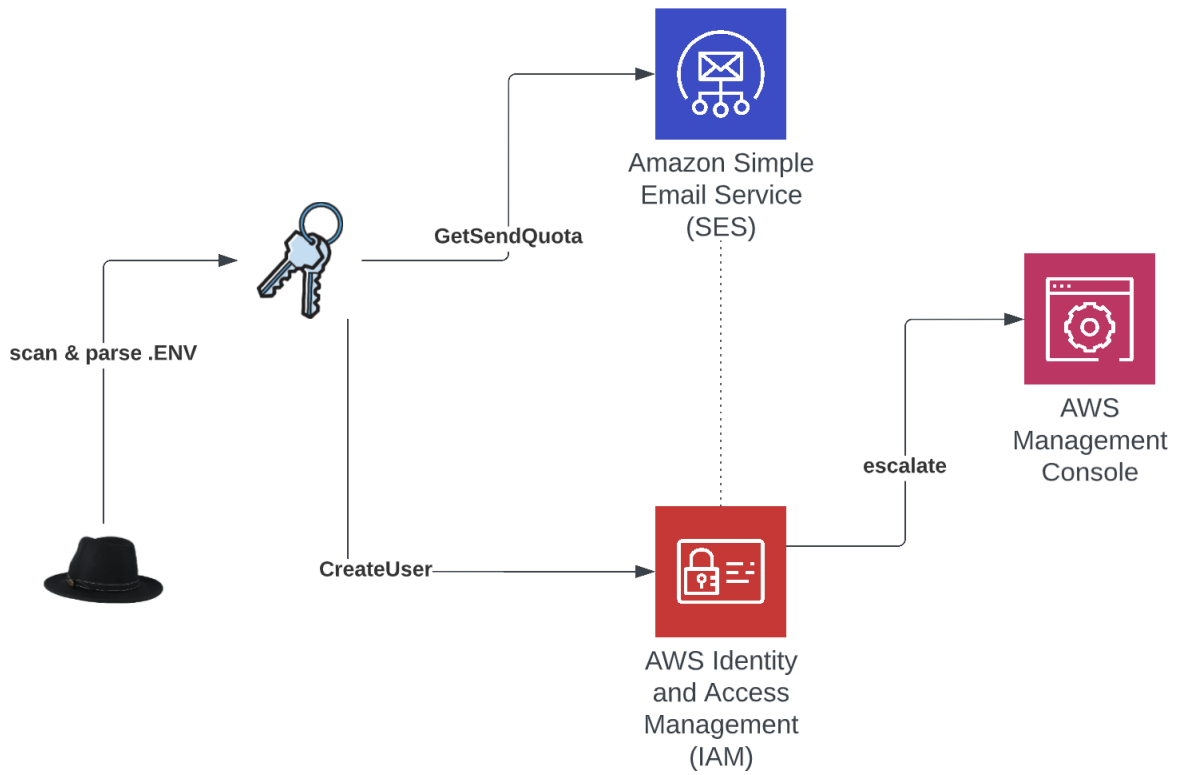 Amazon Simple
Email Service
(SES)
GetSendQuota
scan & parse .ENV
AWS
Management
Console
escalate
CreateUser
AWS Identity
and Access
Management
(IAM)